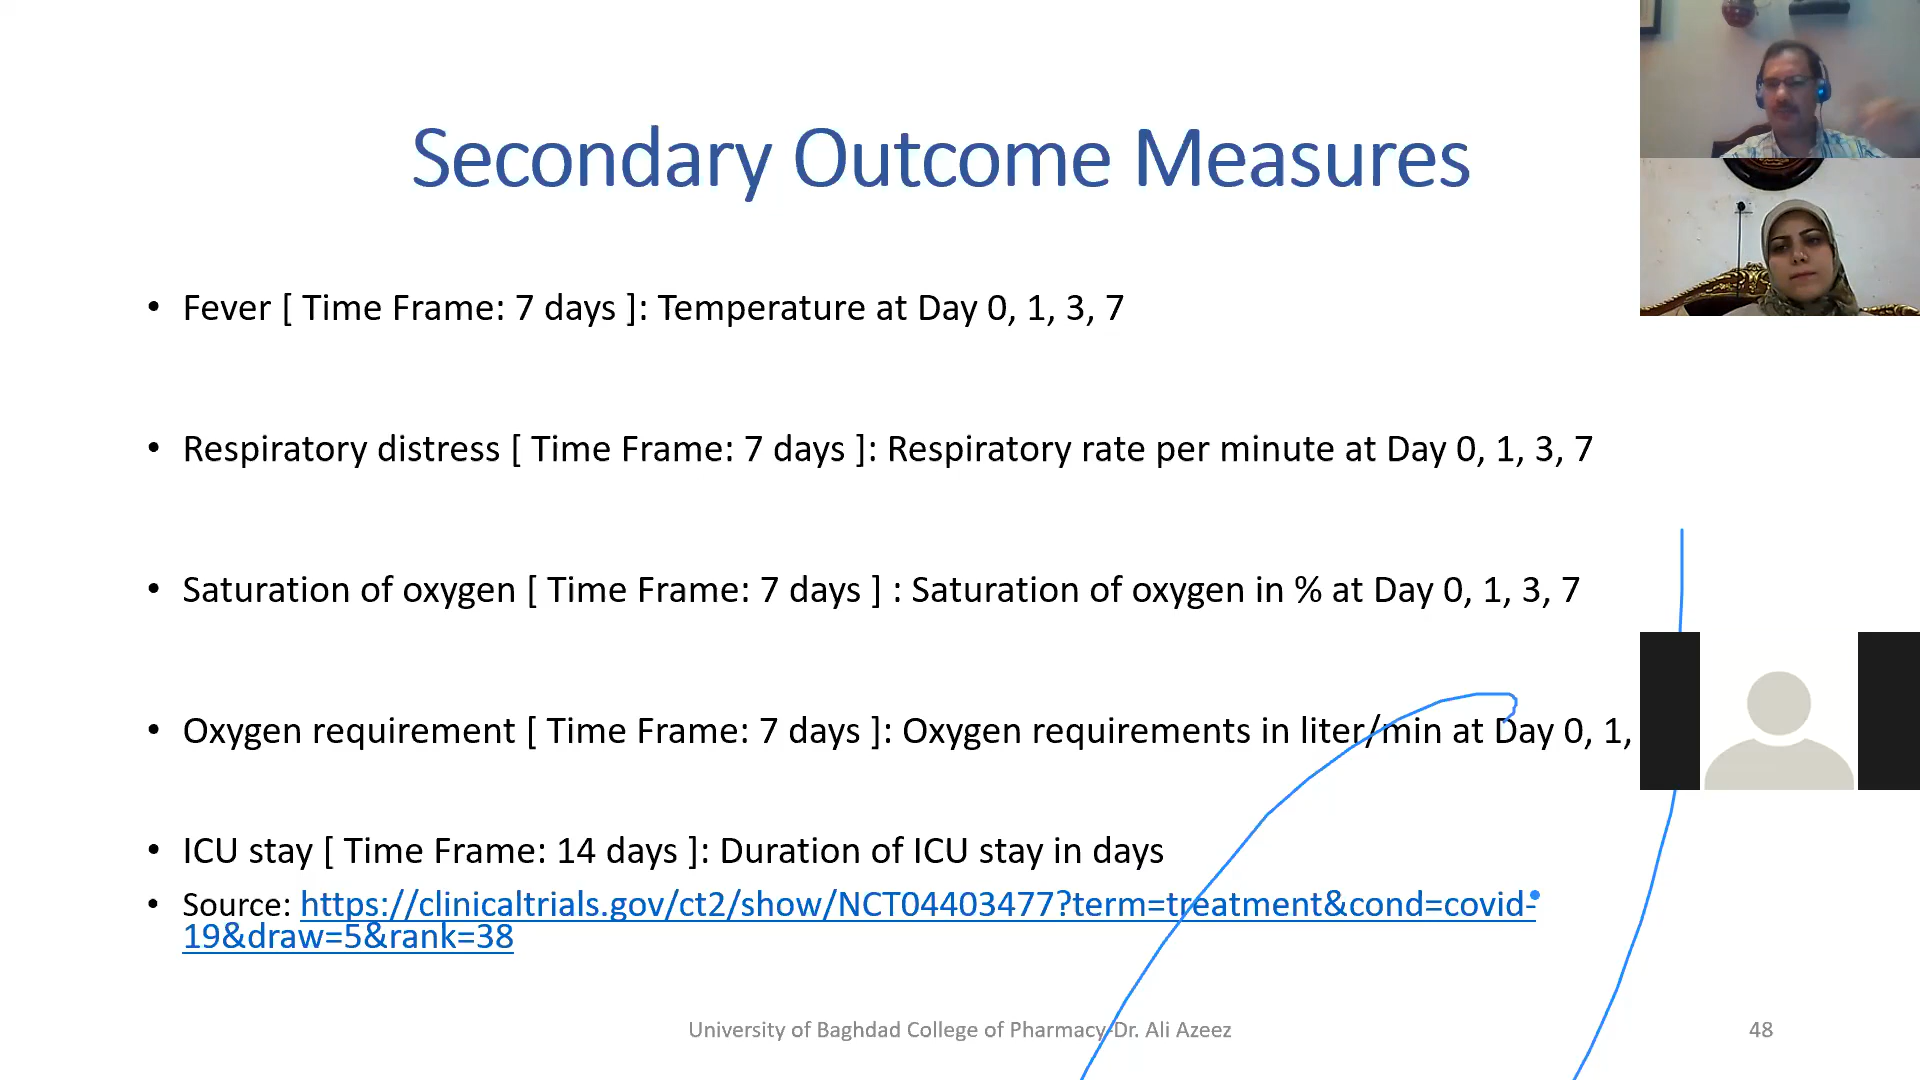 Secondary Outcome Measures
• Fever [ Time Frame: 7 days ]: Temperature at Day 0, 1, 3, 7
• Respiratory distress [ Time Frame: 7 days ]: Respiratory rate per minute at Day 0, 1, 3, 7
• Saturation of oxygen [ Time Frame: 7 days ] : Saturation of oxygen in % at Day 0, 1, 3, 7
• Oxygen requirement [ Time Frame: 7 days ]: Oxygen requirements in liter/min at Day 0, 1,
• ICU stay [ Time Frame: 14 days ]: Duration of ICU stay in days
• Source: https://clinicaltrials.gov/ct2/show/NCT04403477?term=treatment&cond=covid-
19&draw=5&rank=38
University of Baghdad College of Pharmacy-Dr. Ali Azeez
48